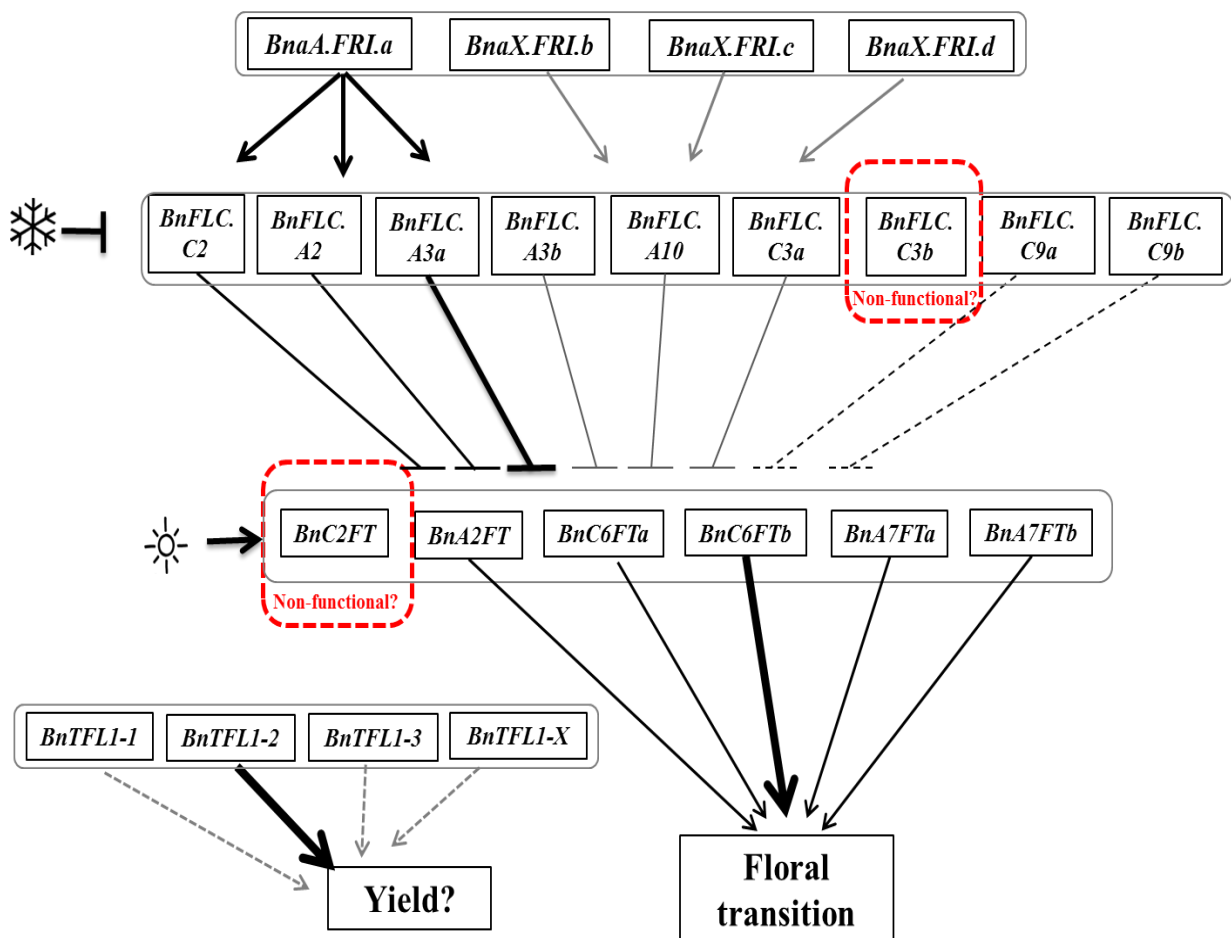 BnaA.FRI.a
BnaX.FRI.b
BnaX.FRI.c
BnaX.FRI.d
BnFLC.
C2
BnFLC.
A2
BnFLC.
A3a
BnFLC.
A3b
BnFLC.
A10
BnFLC.
C3a
BnFLC.
C3b
BnFLC.
C9a
BnFLC.
C9b
Non-functional?
BnC2FT
BnA2FT
BnC6FTa
BnC6FTb
BnA7FTa
BnA7FTb
Non-functional?
BnTFL1-1
BnTFL1-2
BnTFL1-3
BnTFL1-X
Yield?
Floral
transition